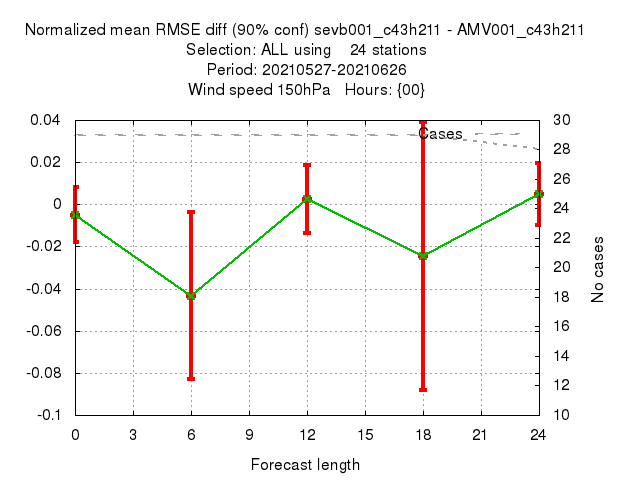 Normalized mean RMSE diff (90% conf) sevb001_c43h211 - AMV001_c43h211
Selection: ALL using 24 stations
Period: 20210527-20210626
Wind speed 150hPa Hours: {00}
0.04
0.02
0
-0.02
-0.04
-0.06
-0.08
-0.1
Cases
30
28
26
24
22
20
18
16
14
12
10
No cases
0 3 6 9 12 15 18 21 24
Forecast length